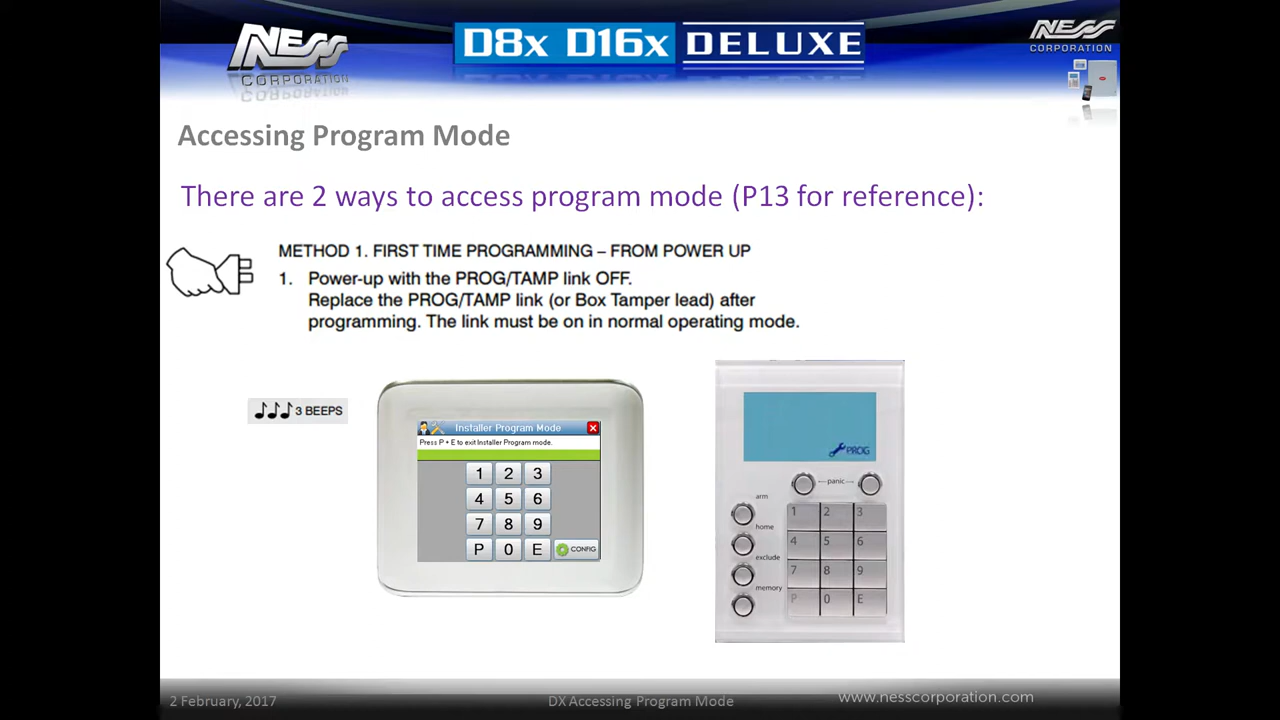 NESS
CORPORATION
D8x D16x DELUXE
NESS
CORPORATION
Accessing Program Mode
There are 2 ways to access program mode (P13 for reference):
METHOD 1. FIRST TIME PROGRAMMING – FROM POWER UP
1. Power-up with the PROG/TAMP link OFF.
Replace the PROG/TAMP link (or Box Tamper lead) after
programming. The link must be on in normal operating mode.
3 BEEPS
Installer Program Mode
Press P + E to exit Installer Program mode.
1 2 3
4 5 6
7 8 9
P 0 E CONFIG
PROG
panic
arm
home
exclude
memory
1 2 3
4 5 6
7 8 9
P 0 E
2 February, 2017
DX Accessing Program Mode
www.nesscorporation.com